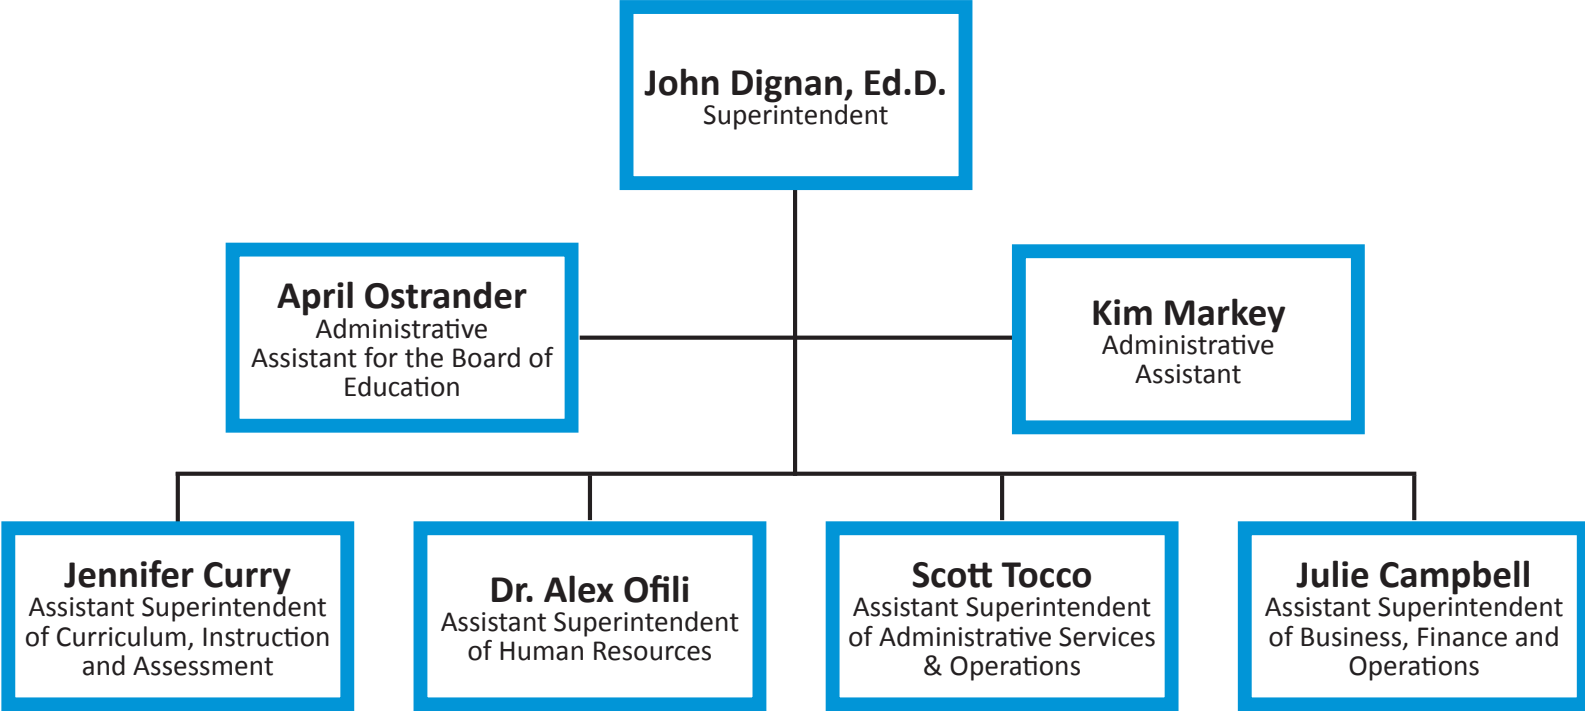 John Dignan, Ed.D.
Superintendent
April Ostrander
Administrative
Assistant for the Board of
Education
Kim Markey
Administrative
Assistant
Jennifer Curry
Assistant Superintendent
of Curriculum, Instruction
and Assessment
Dr. Alex Ofili
Assistant Superintendent
of Human Resources
Scott Tocco
Assistant Superintendent
of Administrative Services
& Operations
Julie Campbell
Assistant Superintendent
of Business, Finance and
Operations